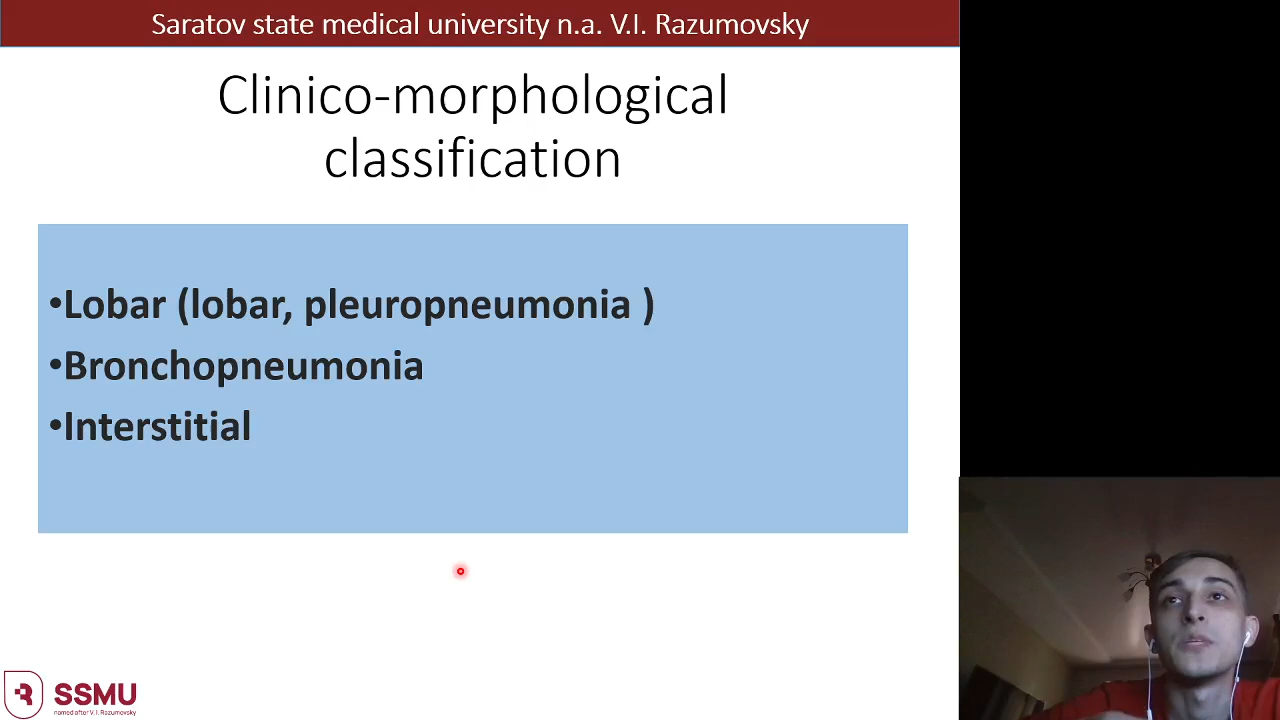 Saratov state medical university n.a. V.I. Razumovsky
Clinico-morphological
classification
•Lobar (lobar, pleuropneumonia )
•Bronchopneumonia
•Interstitial
SSMU
named after V. I. Razumovsky